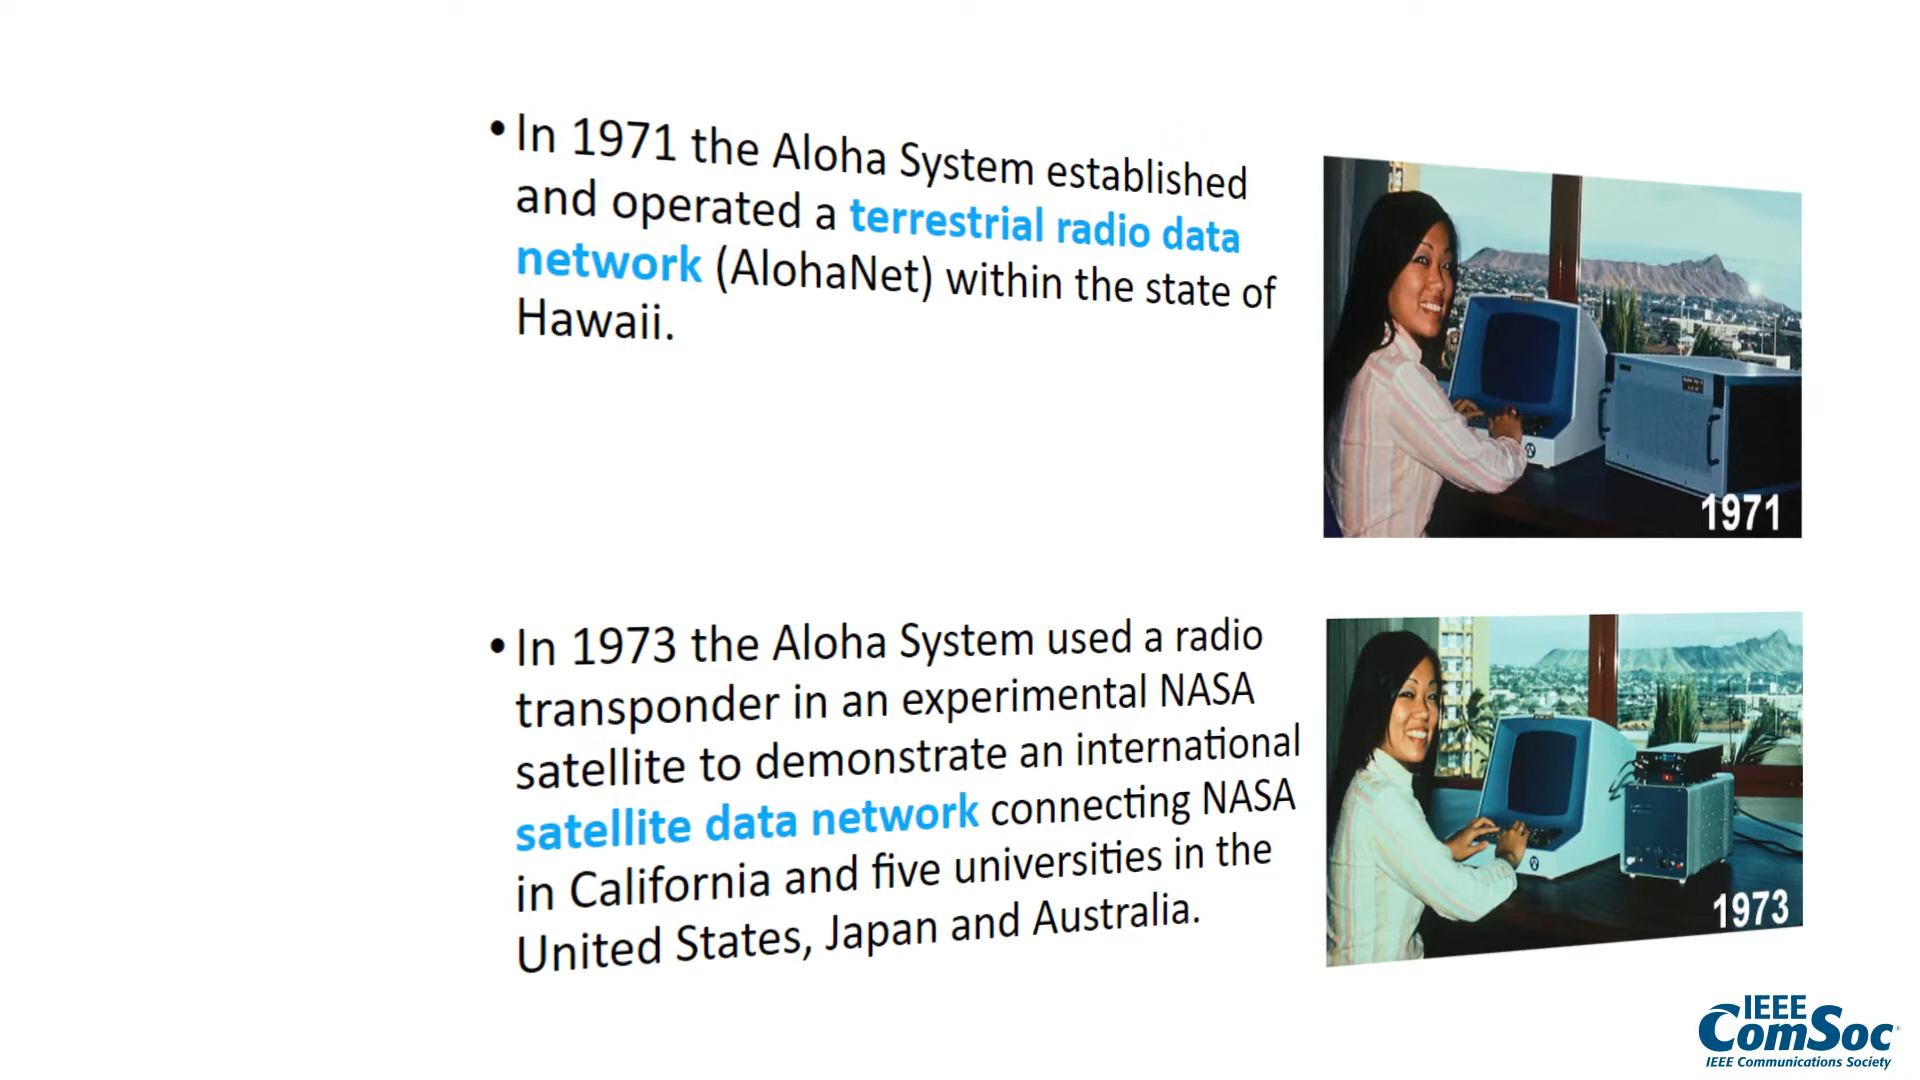 • In 1971 the Aloha System established
and operated a terrestrial radio data
network (AlohaNet) within the state of
Hawaii.
1971
• In 1973 the Aloha System used a radio
transponder in an experimental NASA
satellite to demonstrate an international
satellite data network connecting NASA
in California and five universities in the
United States, Japan and Australia.
1973
IEEE
ComSoc
IEEE Communications Society